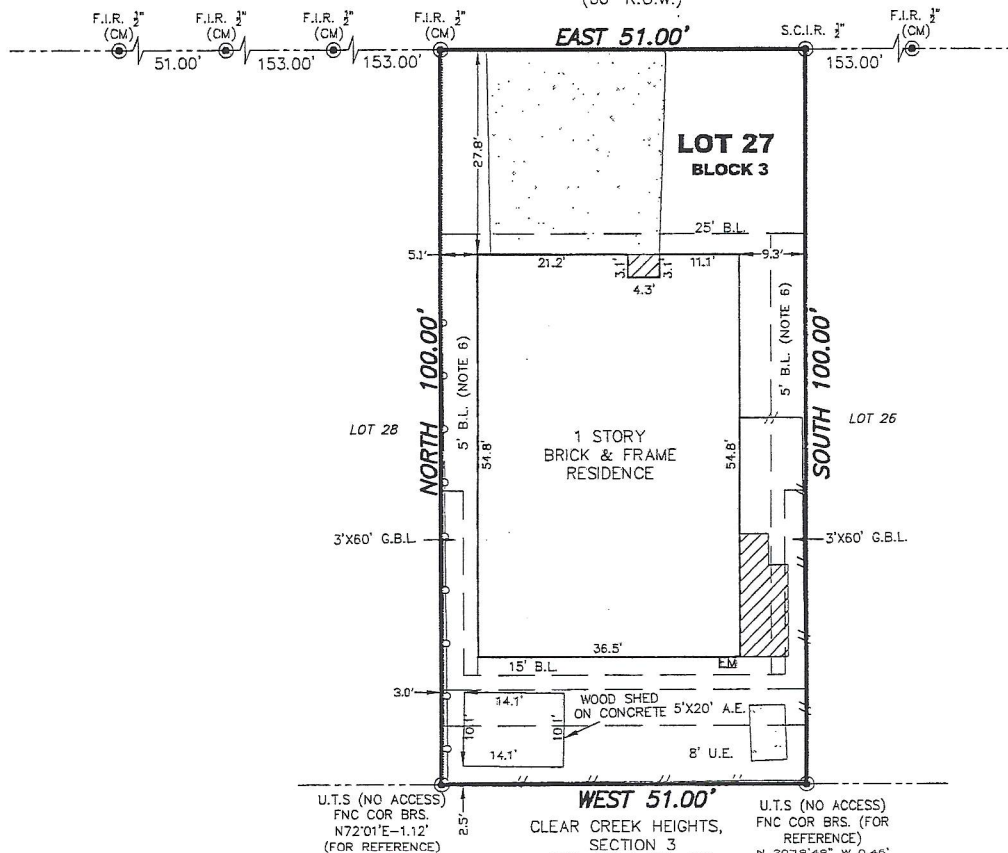 F.I.R. ½"
(CM)
F.I.R. ½"
(CM)
F.I.R. ½"
(CM)
F.I.R. ½"
(CM)
EAST 51.00'
S.C.I.R. ½"
F.I.R. ½"
(CM)
51.00'
153.00'
153.00'
153.00'
27.8'
LOT 27
BLOCK 3
25' B.L.
5.1'
21.2'
3.1'
3.1'
11.1'
9.3'
4.3'
NORTH 100.00'
5' B.L. (NOTE 6)
5' B.L. (NOTE 6)
SOUTH 100.00'
LOT 28
LOT 26
54.8'
1 STORY
BRICK & FRAME
RESIDENCE
54.8'
3'X60' G.B.L.
3'X60' G.B.L.
36.5'
15' B.L.
EM
3.0'
14.1'
WOOD SHED
ON CONCRETE
5'X20' A.E.
10.1'
10.1'
14.1'
8' U.E.
2.5'
WEST 51.00'
U.T.S (NO ACCESS)
FNC COR BRS.
N72°01'E-1.12'
(FOR REFERENCE)
CLEAR CREEK HEIGHTS,
SECTION 3
U.T.S (NO ACCESS)
FNC COR BRS. (FOR
REFERENCE)